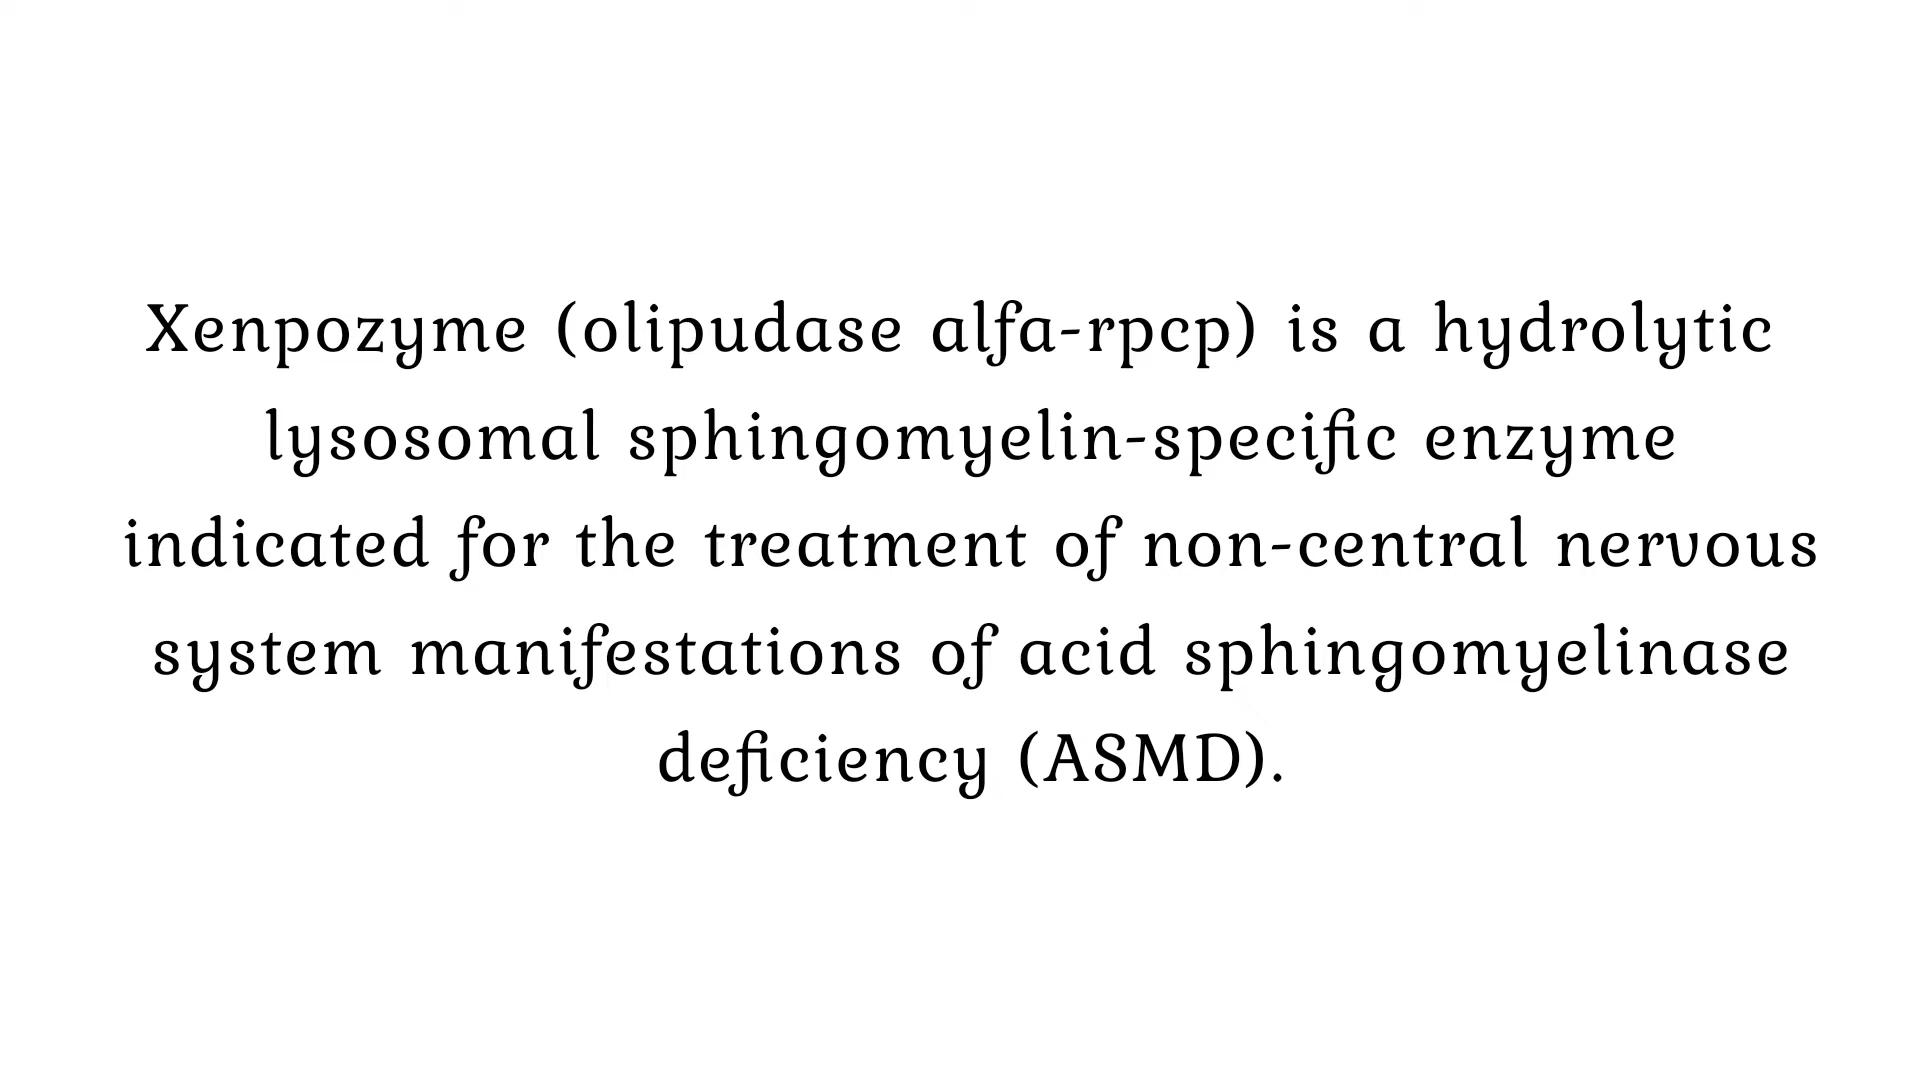 Xenpozyme (olipudase alfa-rpcp) is a hydrolytic
lysosomal sphingomyelin-specific enzyme
indicated for the treatment of non-central nervous
system manifestations of acid sphingomyelinase
deficiency (ASMD).